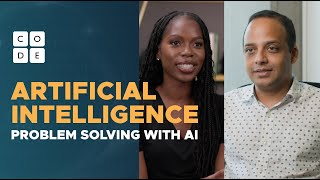 C O
D E
ARTIFICIAL
INTELLIGENCE
PROBLEM SOLVING WITH AI